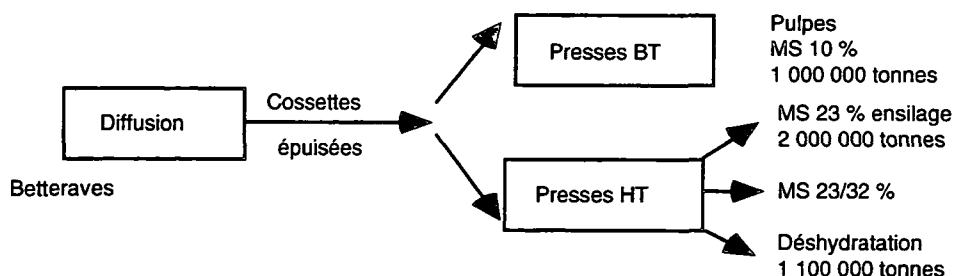 Betteraves
Diffusion
Cossettes
épuisées
Presses BT
Pulpes
MS 10 %
1 000 000 tonnes
Presses HT
MS 23 % ensilage
2 000 000 tonnes
MS 23/32 %
Déshydratation
1 100 000 tonnes